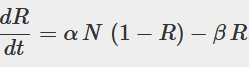 dR/dt = α N (1 − R) − β R